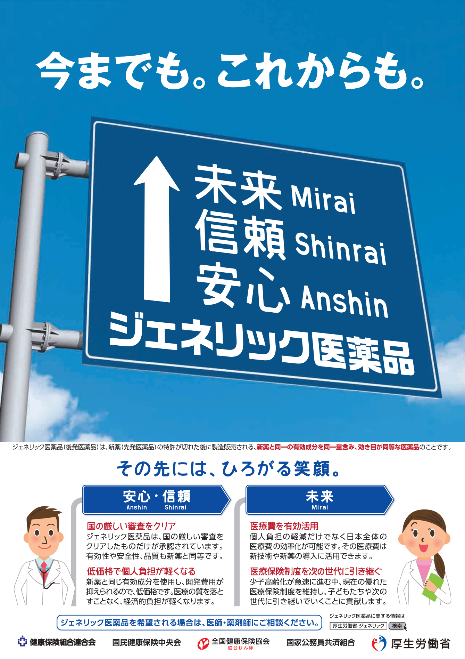 今までも。これからも。
未来 Mirai
信頼 Shinrai
安心 Anshin
ジェネリック医薬品
ジェネリック医薬品(後発医薬品)は、新薬(先発医薬品)の特許が切れた後に製造販売される、新薬と同一の有効成分を同一量含み、効き目が同等な医薬品のことです。
その先には、ひろがる笑顔。
安心・信頼
Anshin Shinrai
国の厳しい審査をクリア
ジェネリック医薬品は、国の厳しい審査を
クリアしたものだけが承認されています。
有効性や安全性、品質も新薬と同等です。
低価格で個人負担が軽くなる
新薬と同じ有効成分を使用し、開発費用が
抑えられるので、低価格です。医療の質を落と
すことなく、経済的負担が軽くなります。
未来
Mirai
医療費を有効活用
個人負担の軽減だけでなく日本全体の
医療費の効率化が可能です。その医療費は
新技術や新薬の導入に活用できます。
医療保険制度を次の世代に引き継ぐ
少子高齢化が急速に進む中、現在の優れた
医療保険制度を維持し、子どもたちや次の
世代に引き継いでいくことに貢献します。
ジェネリック医薬品を希望される場合は、医師・薬剤師にご相談ください。
ジェネリック医薬品に関する情報は
厚生労働省 ジェネリック 検索
健康保険組合連合会
国民健康保険中央会
全国健康保険協会
協会けんぽ
国家公務員共済組合
厚生労働省